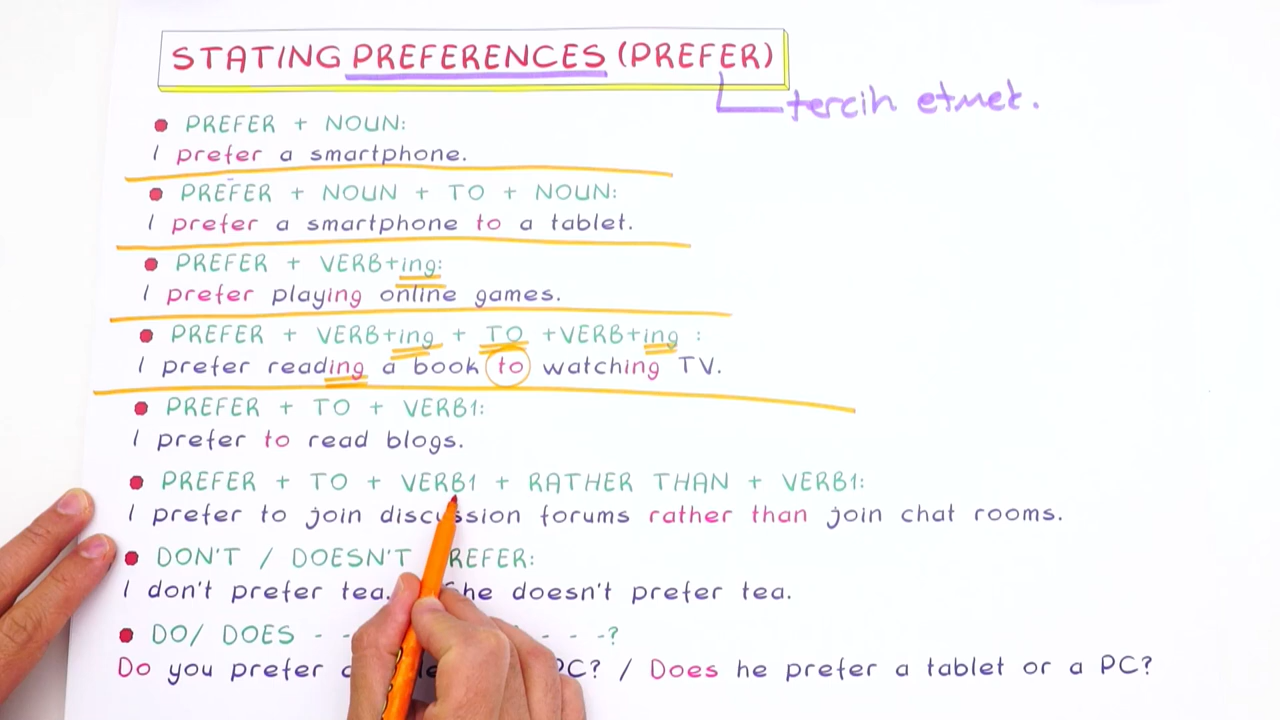 STATING PREFERENCES (PREFER)
tercih etmek.
PREFER + NOUN:
I prefer a smartphone.
PREFER + NOUN + TO + NOUN:
I prefer a smartphone to a tablet.
PREFER + VERB+ing:
I prefer playing online games.
PREFER + VERB+ing + TO +VERB+ing :
I prefer reading a book to watching TV.
PREFER + TO + VERB1:
I prefer to read blogs.
PREFER + TO + VERB1 + RATHER THAN + VERB1:
I prefer to join discussion forums rather than join chat rooms.
DON'T / DOESN'T PREFER:
I don't prefer tea. / She doesn't prefer tea.
DO/ DOES - - - - -?
Do you prefer a PC? / Does he prefer a tablet or a PC?